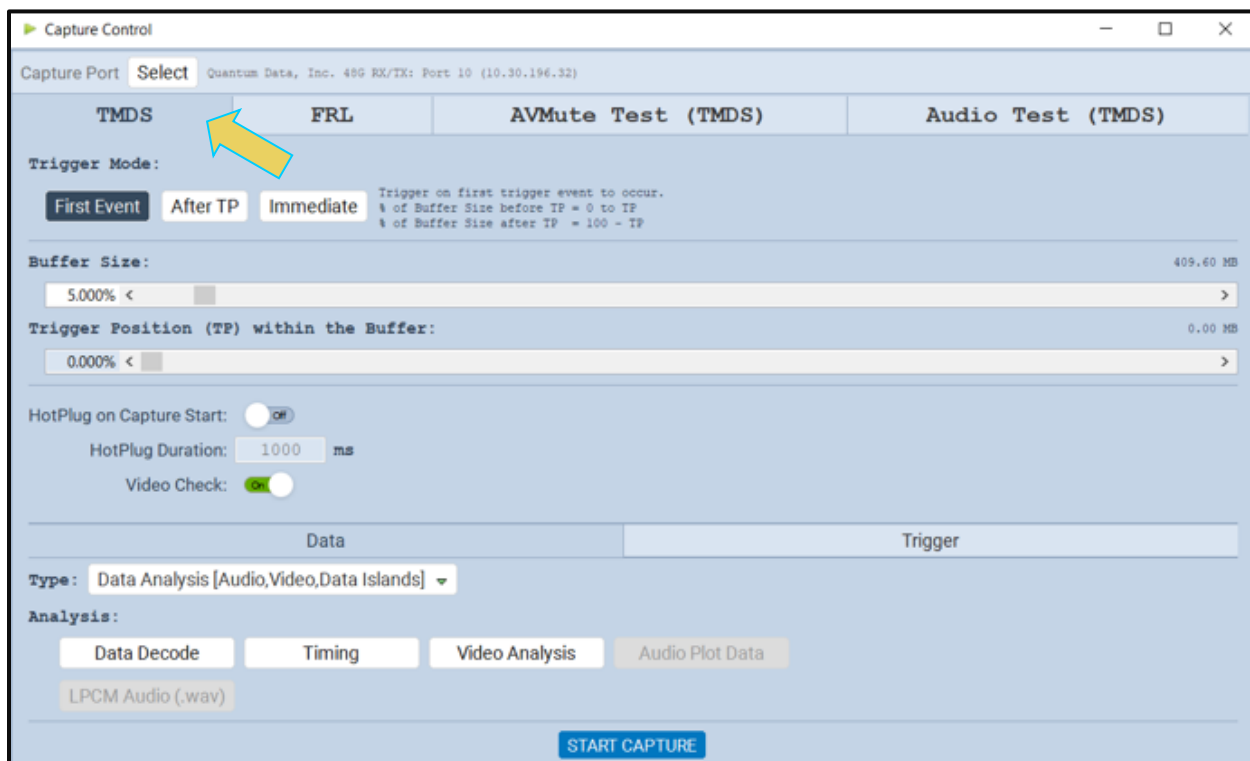 Capture Control
Capture Port Select Quantum Data, Inc. 48G RX/TX: Port 10 (10.30.196.32)
TMDS FRL AVMute Test (TMDS) Audio Test (TMDS)
Trigger Mode:
First Event After TP Immediate
Trigger on first trigger event to occur.
% of Buffer Size before TP = 0 to TP
% of Buffer Size after TP = 100 - TP
Buffer Size: 409.60 MB
5.000%
Trigger Position (TP) within the Buffer: 0.00 MB
0.000%
HotPlug on Capture Start: Off
HotPlug Duration: 1000 ms
Video Check: On
Data Trigger
Type: Data Analysis [Audio,Video,Data Islands]
Analysis:
Data Decode Timing Video Analysis Audio Plot Data
LPCM Audio (.wav)
START CAPTURE